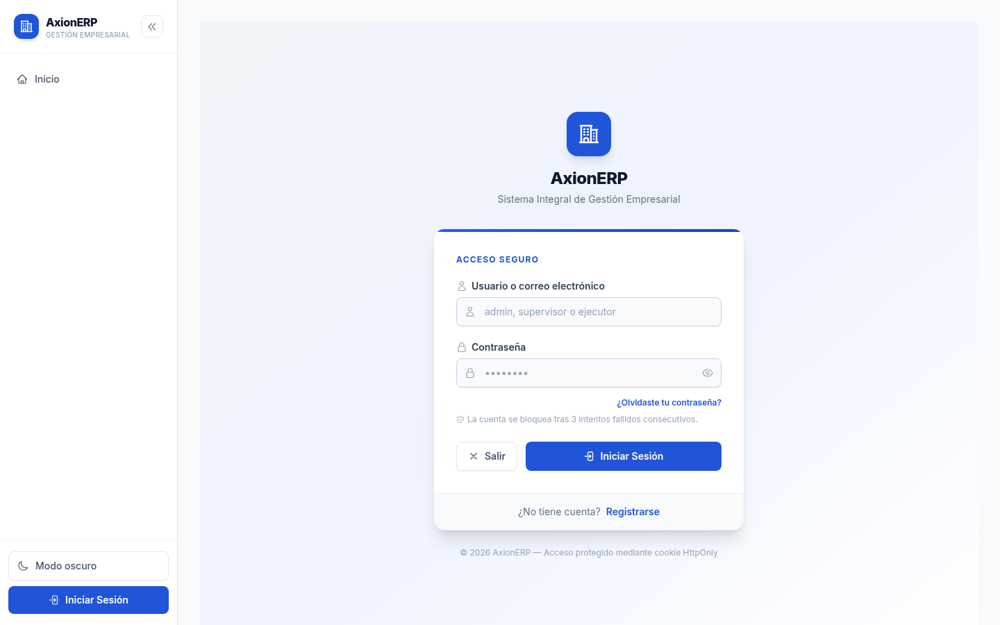 AxionERP
GESTIÓN EMPRESARIAL
Inicio
Modo oscuro
Iniciar Sesión
AxionERP
Sistema Integral de Gestión Empresarial
ACCESO SEGURO
Usuario o correo electrónico
admin, supervisor o ejecutor
Contraseña
••••••••
¿Olvidaste tu contraseña?
La cuenta se bloquea tras 3 intentos fallidos consecutivos.
Salir
Iniciar Sesión
¿No tiene cuenta? Registrarse
© 2026 AxionERP — Acceso protegido mediante cookie HttpOnly